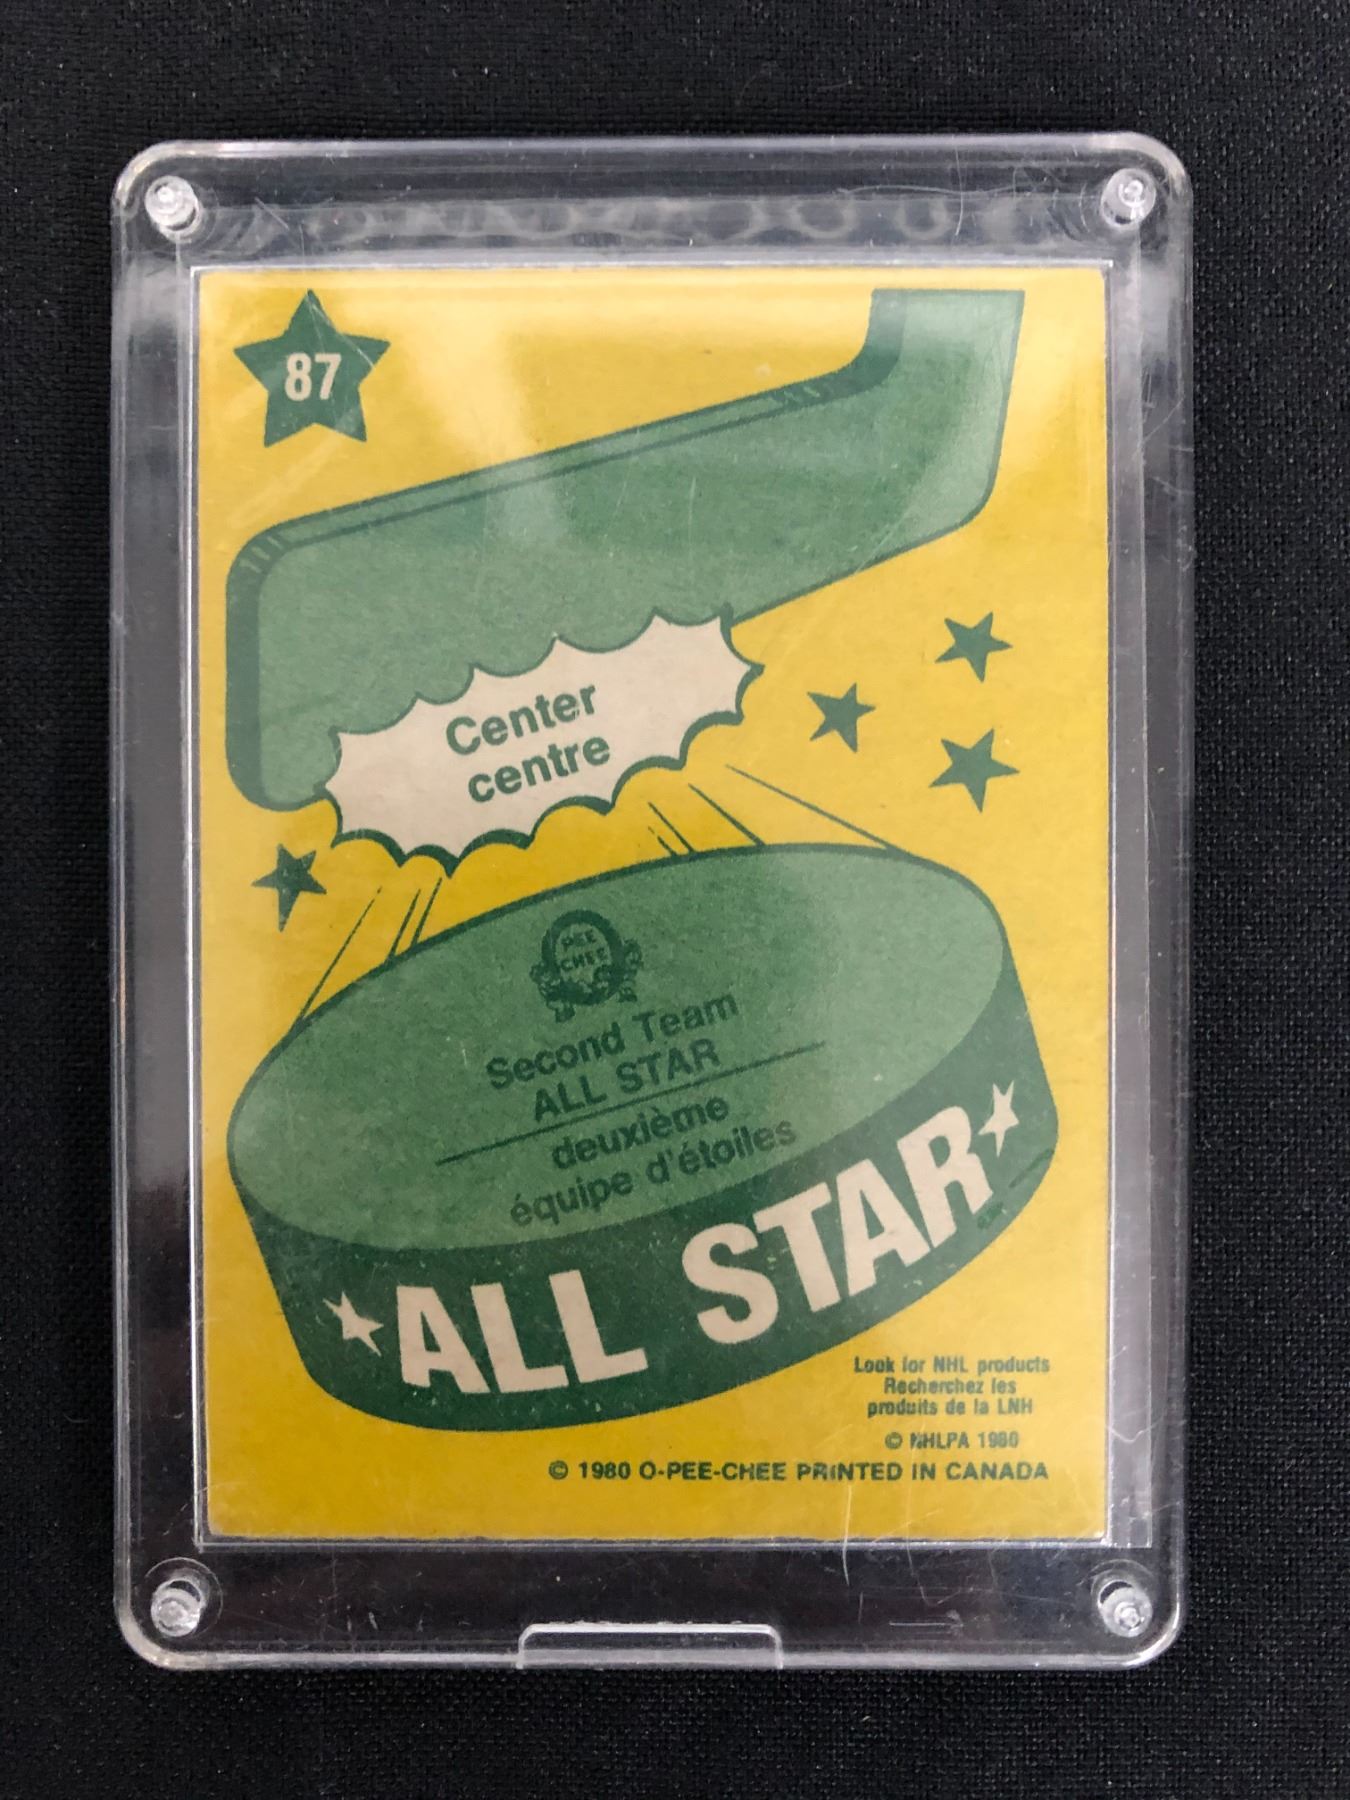 87
Center
centre
PEE
CHEE
Second Team
ALL STAR
deuxième
équipe d'étoiles
ALL STAR
Look for NHL products
Recherchez les
produits de la LNH
© NHLPA 1980
© 1980 O-PEE-CHEE PRINTED IN CANADA